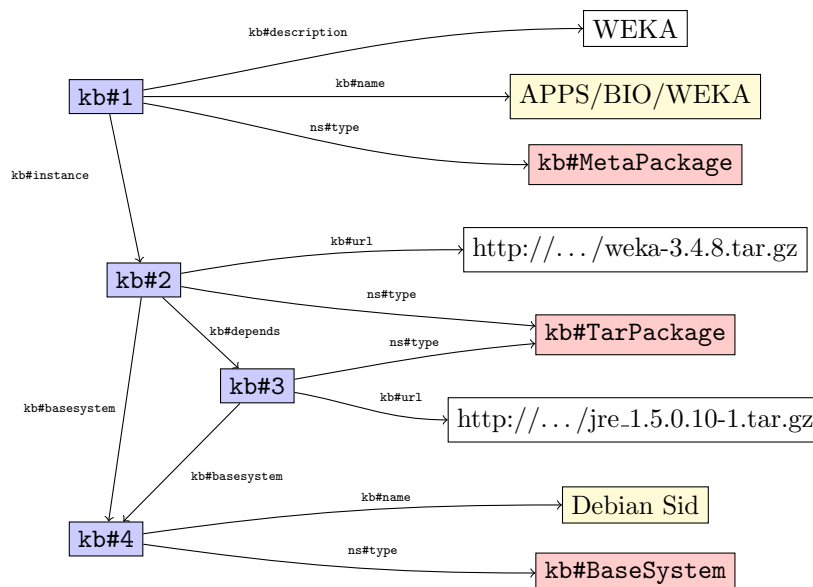 kb#description
WEKA
kb#1
kb#name
APPS/BIO/WEKA
ns#type
kb#MetaPackage
kb#instance
kb#url
http://.../weka-3.4.8.tar.gz
kb#2
ns#type
kb#depends
kb#TarPackage
ns#type
kb#3
kb#url
kb#basesystem
http://.../jre_1.5.0.10-1.tar.gz
kb#basesystem
kb#name
Debian Sid
kb#4
ns#type
kb#BaseSystem